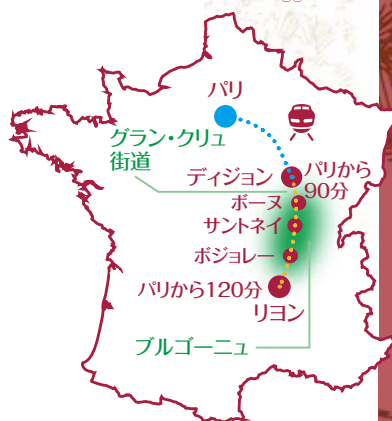 パリ
グラン・クリュ
街道
ディジョン
パリから
90分
ボーヌ
サントネイ
ボジョレー
パリから120分
リヨン
ブルゴーニュ